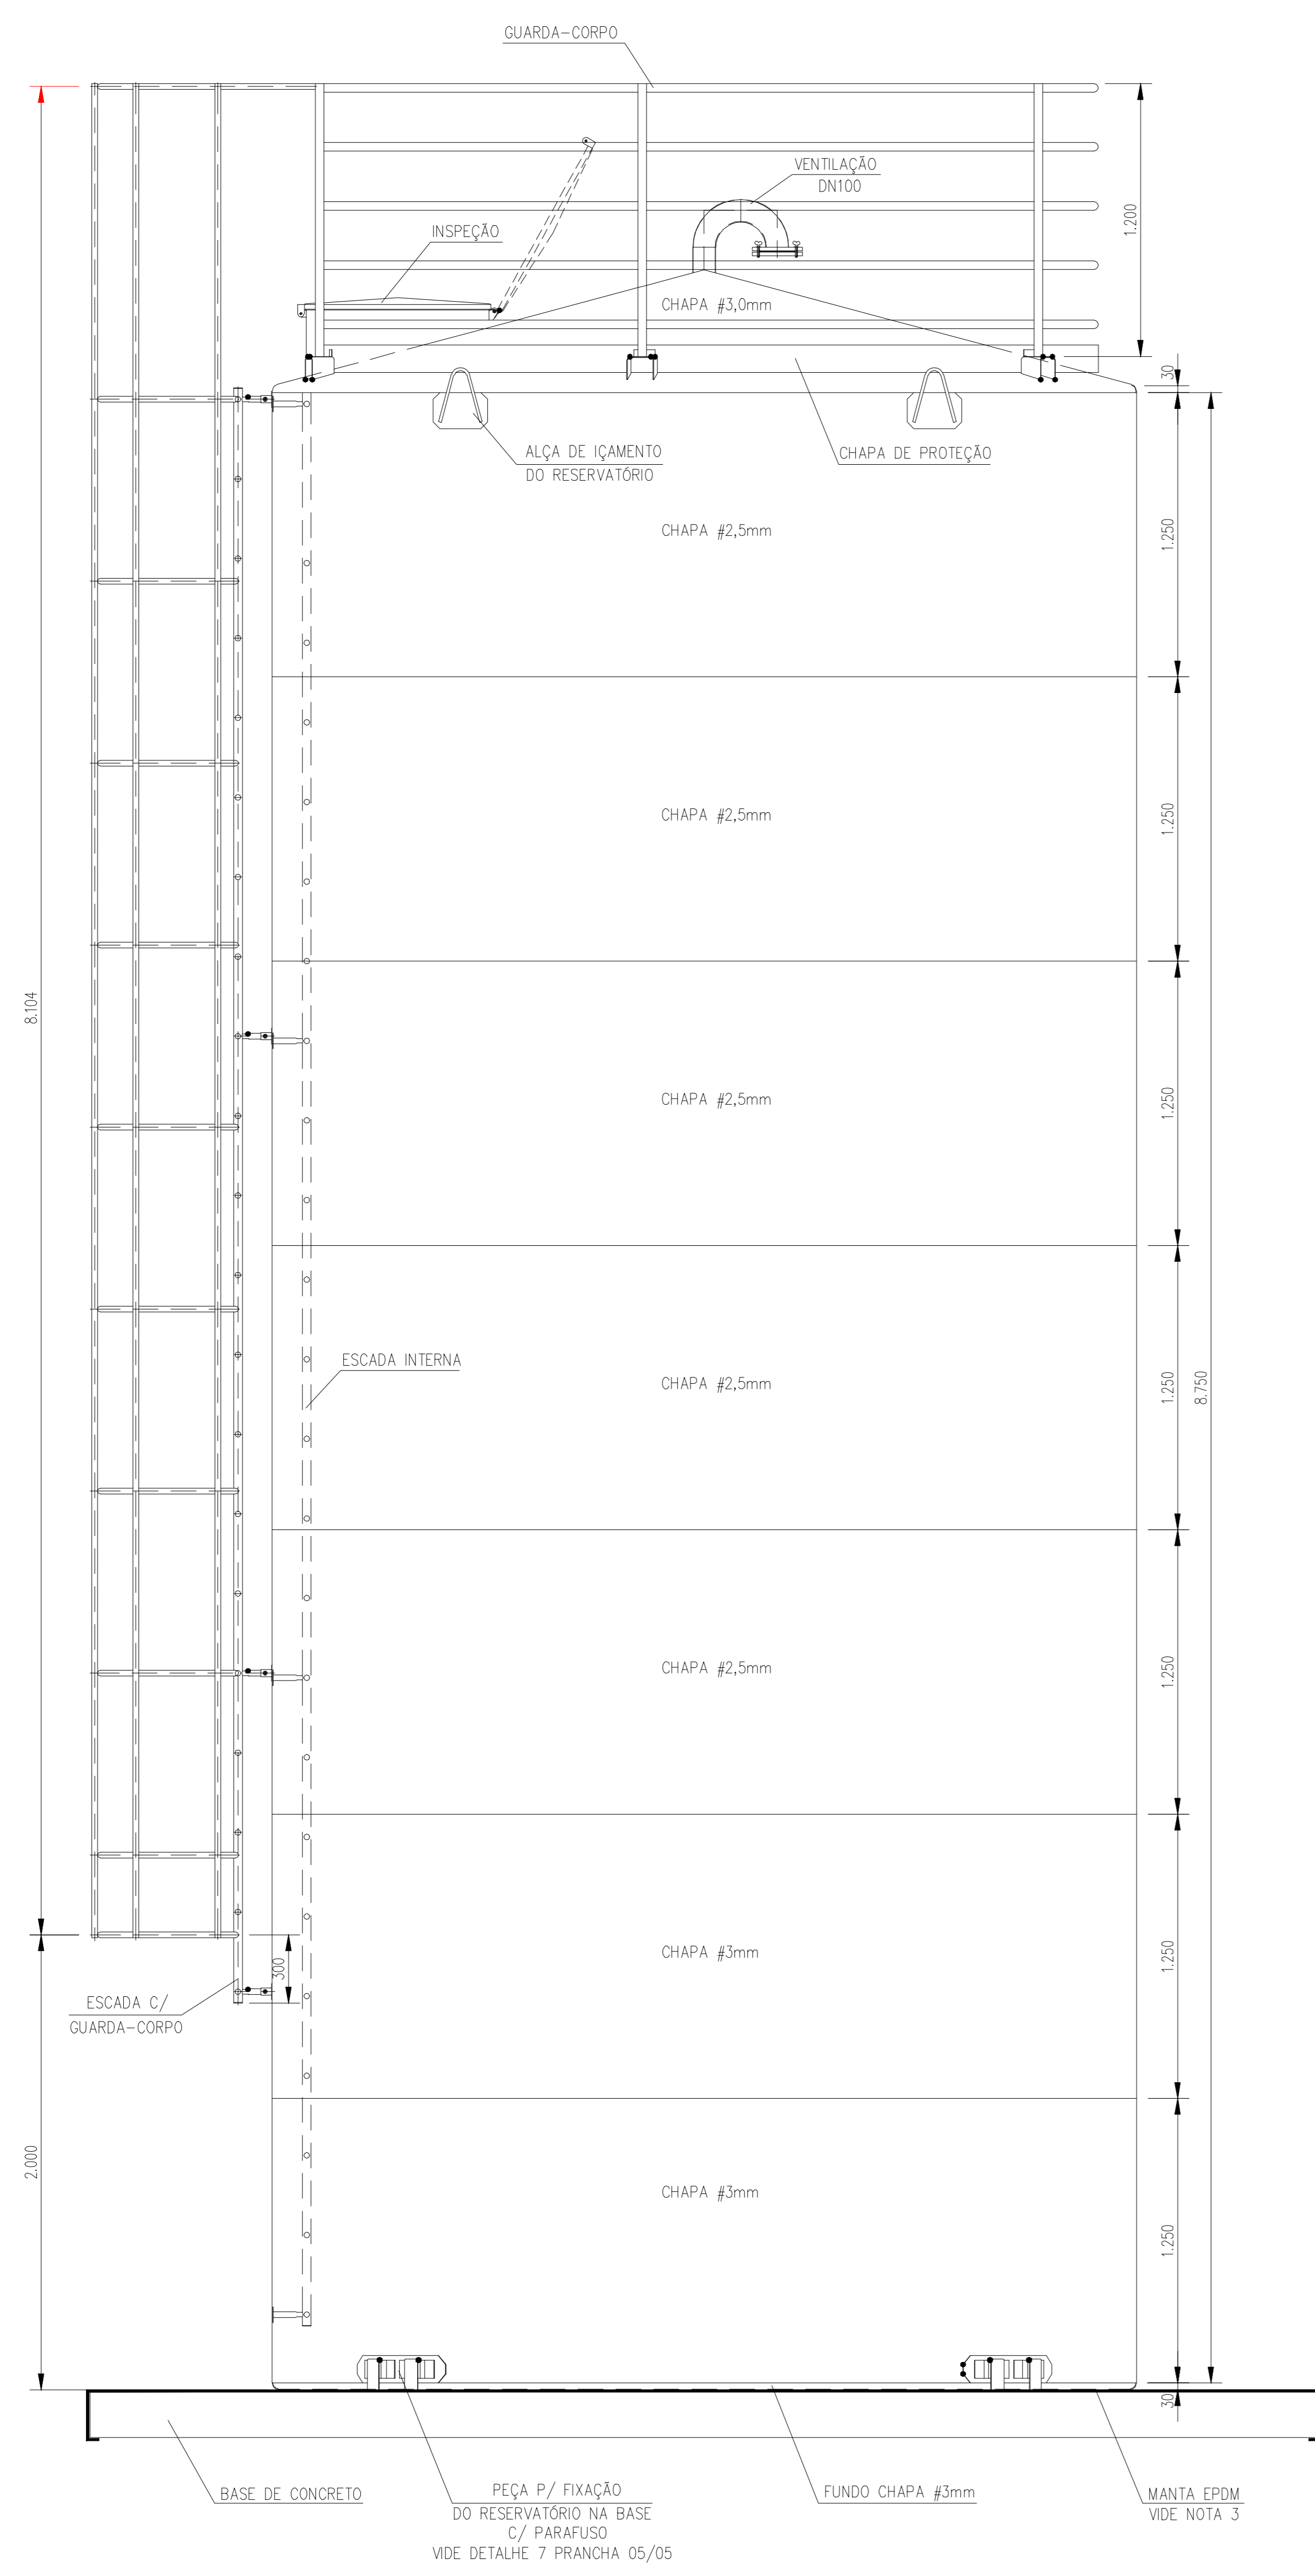 GUARDA-CORPO
VENTILAÇÃO
DN100
INSPEÇÃO
1.200
CHAPA #3,0mm
30
ALÇA DE IÇAMENTO
DO RESERVATÓRIO
CHAPA DE PROTEÇÃO
CHAPA #2,5mm
1.250
CHAPA #2,5mm
1.250
8.104
CHAPA #2,5mm
1.250
ESCADA INTERNA
CHAPA #2,5mm
1.250
8.750
CHAPA #2,5mm
1.250
CHAPA #3mm
1.250
300
ESCADA C/
GUARDA-CORPO
2.000
CHAPA #3mm
1.250
30
BASE DE CONCRETO
PEÇA P/ FIXAÇÃO
DO RESERVATÓRIO NA BASE
C/ PARAFUSO
VIDE DETALHE 7 PRANCHA 05/05
FUNDO CHAPA #3mm
MANTA EPDM
VIDE NOTA 3